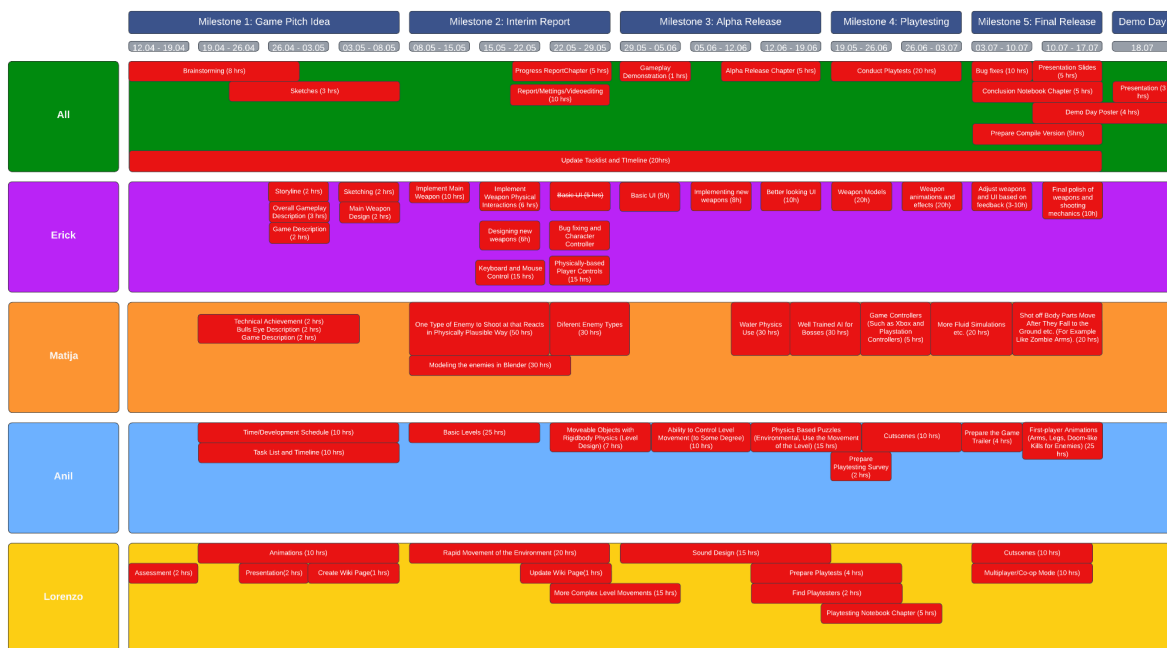 Milestone 1: Game Pitch Idea
Milestone 2: Interim Report
Milestone 3: Alpha Release
Milestone 4: Playtesting
Milestone 5: Final Release
Demo Day
12.04 - 19.04
19.04 - 26.04
26.04 - 03.05
03.05 - 08.05
08.05 - 15.05
15.05 - 22.05
22.05 - 29.05
29.05 - 05.06
05.06 - 12.06
12.06 - 19.06
19.05 - 26.06
26.06 - 03.07
03.07 - 10.07
10.07 - 17.07
18.07
All
Brainstorming (8 hrs)
Sketches (3 hrs)
Progress ReportChapter (5 hrs)
Report/Mettings/Videoediting
(10 hrs)
Gameplay
Demonstration (1 hrs)
Alpha Release Chapter (5 hrs)
Conduct Playtests (20 hrs)
Bug fixes (10 hrs)
Presentation Slides
(5 hrs)
Conclusion Notebook Chapter (5 hrs)
Presentation (3
hrs)
Demo Day Poster (4 hrs)
Prepare Compile Version (5hrs)
Update Tasklist and TImeline (20hrs)
Erick
Storyline (2 hrs)
Overall Gameplay
Description (3 hrs)
Game Description
(2 hrs)
Sketching (2 hrs)
Main Weapon
Design (2 hrs)
Implement Main
Weapon (10 hrs)
Implement
Weapon Physical
Interactions (6 hrs)
Designing new
weapons (6h)
Keyboard and Mouse
Control (15 hrs)
Basic UI (5 hrs)
Bug fixing and
Character
Controller
Physically-based
Player Controls
(15 hrs)
Basic UI (5h)
Implementing new
weapons (8h)
Better looking UI
(10h)
Weapon Models
(20h)
Weapon
animations and
effects (20h)
Adjust weapons
and UI based on
feedback (3-10h)
Final polish of
weapons and
shooting
mechanics (10h)
Matija
Technical Achievement (2 hrs)
Bulls Eye Description (2 hrs)
Game Description (2 hrs)
One Type of Enemy to Shoot at that Reacts
in Physically Plausible Way (50 hrs)
Diferent Enemy Types
(30 hrs)
Modeling the enemies in Blender (30 hrs)
Water Physics
Use (30 hrs)
Well Trained AI for
Bosses (30 hrs)
Game Controllers
(Such as Xbox and
Playstation
Controllers) (5 hrs)
More Fluid Simulations
etc. (20 hrs)
Shot off Body Parts Move
After They Fall to the
Ground etc. (For Example
Like Zombie Arms). (20 hrs)
Anil
Time/Development Schedule (10 hrs)
Task List and Timeline (10 hrs)
Basic Levels (25 hrs)
Moveable Objects with
Rigidbody Physics (Level
Design) (7 hrs)
Ability to Control Level
Movement (to Some Degree)
(10 hrs)
Physics Based Puzzles
(Environmental, Use the Movement
of the Level) (15 hrs)
Cutscenes (10 hrs)
Prepare
Playtesting Survey
(2 hrs)
Prepare the Game
Trailer (4 hrs)
First-player Animations
(Arms, Legs, Doom-like
Kills for Enemies) (25
hrs)
Lorenzo
Assessment (2 hrs)
Animations (10 hrs)
Presentation(2 hrs)
Create Wiki Page(1 hrs)
Rapid Movement of the Environment (20 hrs)
Update Wiki Page(1 hrs)
More Complex Level Movements (15 hrs)
Sound Design (15 hrs)
Prepare Playtests (4 hrs)
Find Playtesters (2 hrs)
Playtesting Notebook Chapter (5 hrs)
Cutscenes (10 hrs)
Multiplayer/Co-op Mode (10 hrs)